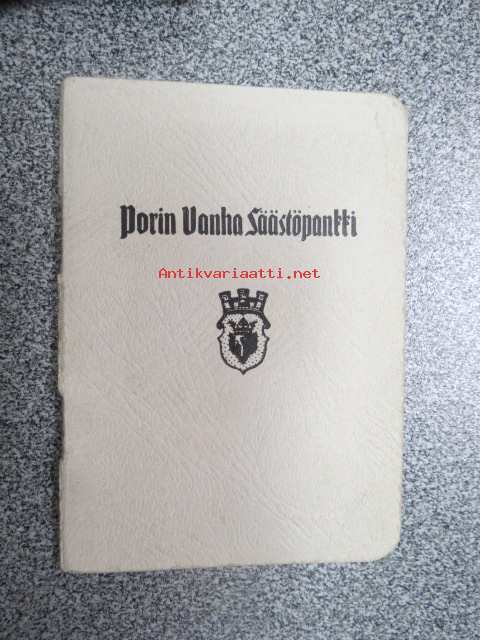 Porin Vanha Säästöpankki
Antikvariaatti.net